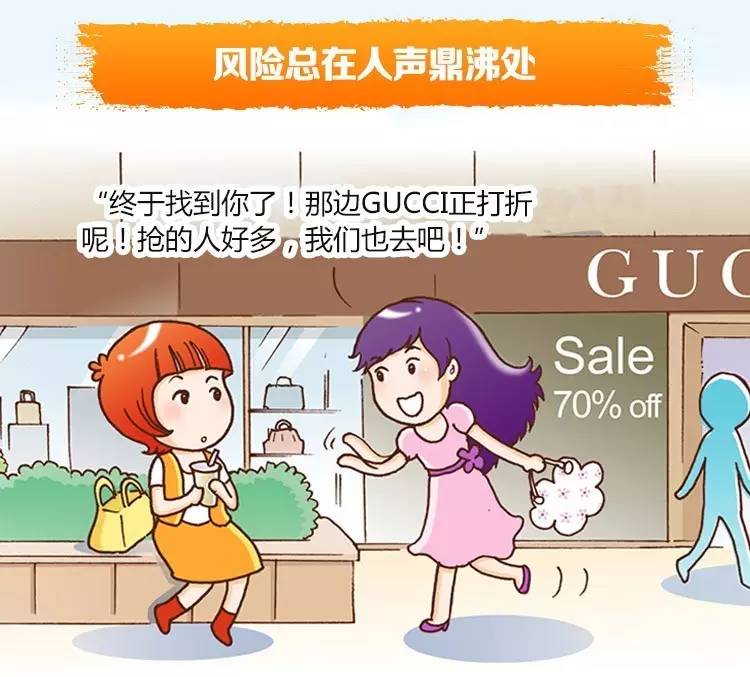 风险总在人声鼎沸处
“终于找到你了！那边GUCCI正打折
呢！抢的人好多，我们也去吧！”
GUC
Sale
70% off